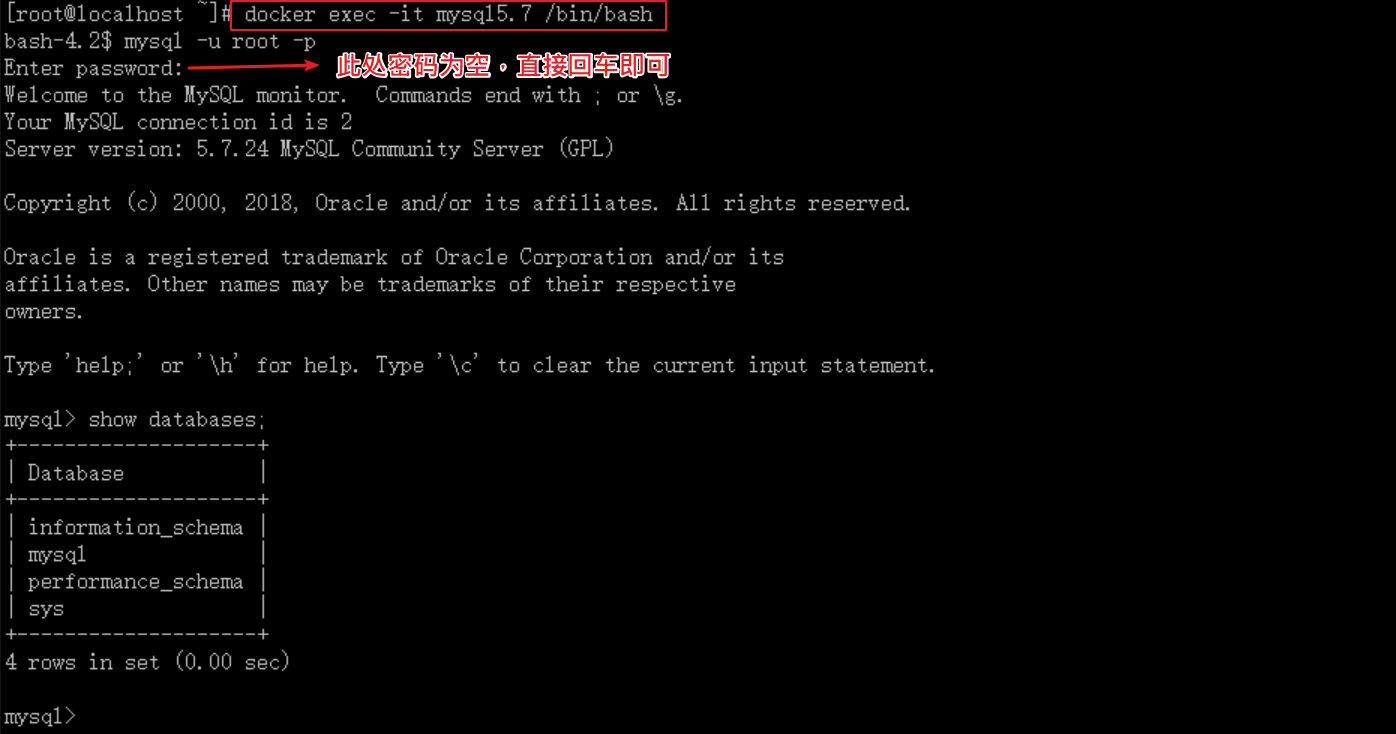 [root@localhost ~]# docker exec -it mysql5.7 /bin/bash
bash-4.2$ mysql -u root -p
Enter password: 此处密码为空，直接回车即可
Welcome to the MySQL monitor.  Commands end with ; or \g.
Your MySQL connection id is 2
Server version: 5.7.24 MySQL Community Server (GPL)
Copyright (c) 2000, 2018, Oracle and/or its affiliates. All rights reserved.
Oracle is a registered trademark of Oracle Corporation and/or its
affiliates. Other names may be trademarks of their respective
owners.
Type 'help;' or '\h' for help. Type '\c' to clear the current input statement.
mysql> show databases;
+--------------------+
| Database           |
+--------------------+
| information_schema |
| mysql              |
| performance_schema |
| sys                |
+--------------------+
4 rows in set (0.00 sec)
mysql>